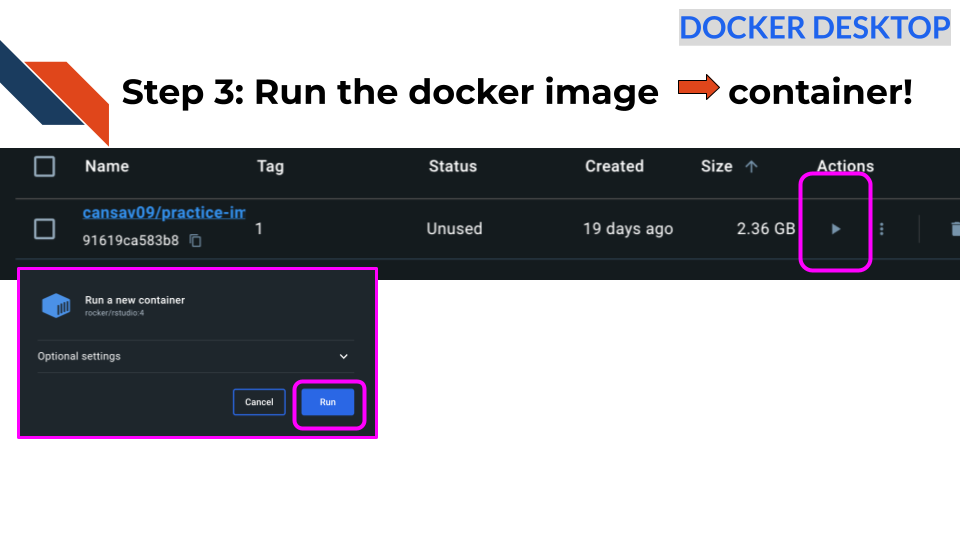 DOCKER DESKTOP
Step 3: Run the docker image container!
Name Tag Status Created Size Actions
cansav09/practice-im
91619ca583b8 1 Unused 19 days ago 2.36 GB
Run a new container
rocker/rstudio:4
Optional settings
Cancel Run